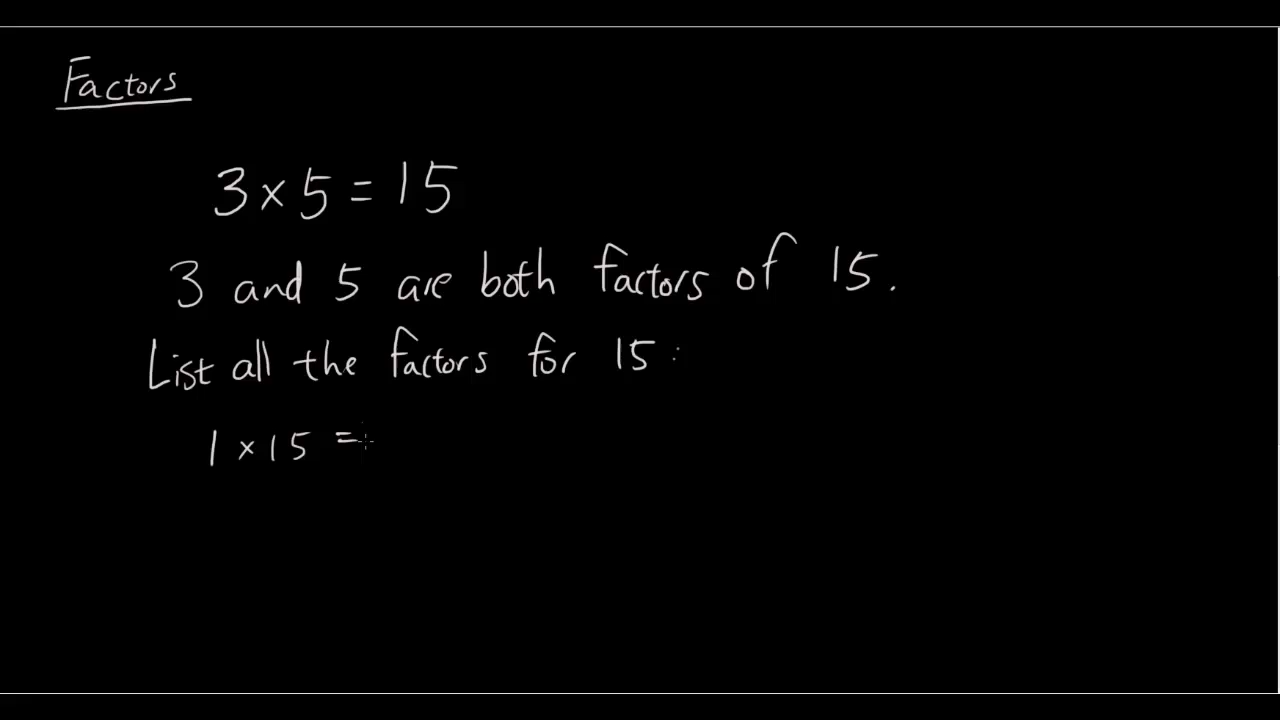 Factors
3 × 5 = 15
3 and 5 are both factors of 15.
List all the factors for 15:
1 × 15 =